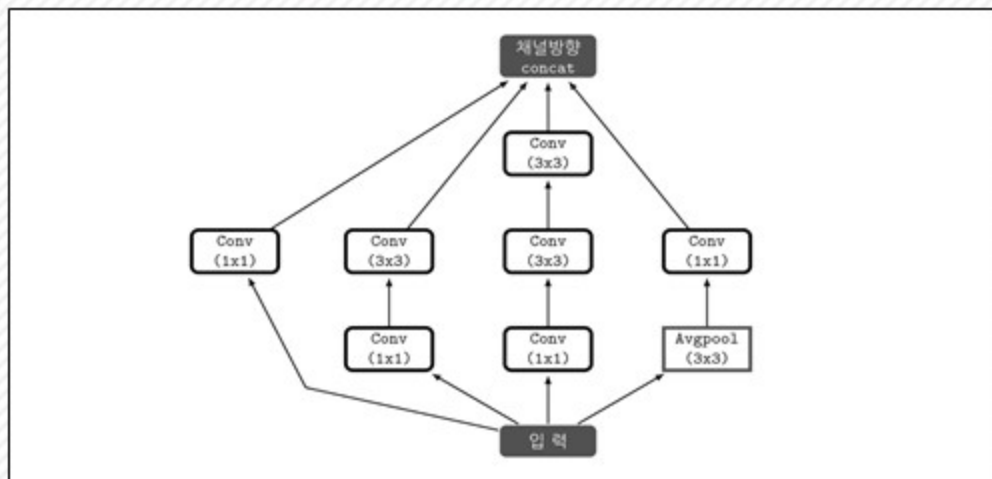 채널방향
concat
Conv
(3x3)
Conv
(1x1)
Conv
(3x3)
Conv
(3x3)
Conv
(1x1)
Conv
(1x1)
Conv
(1x1)
Avgpool
(3x3)
입 력